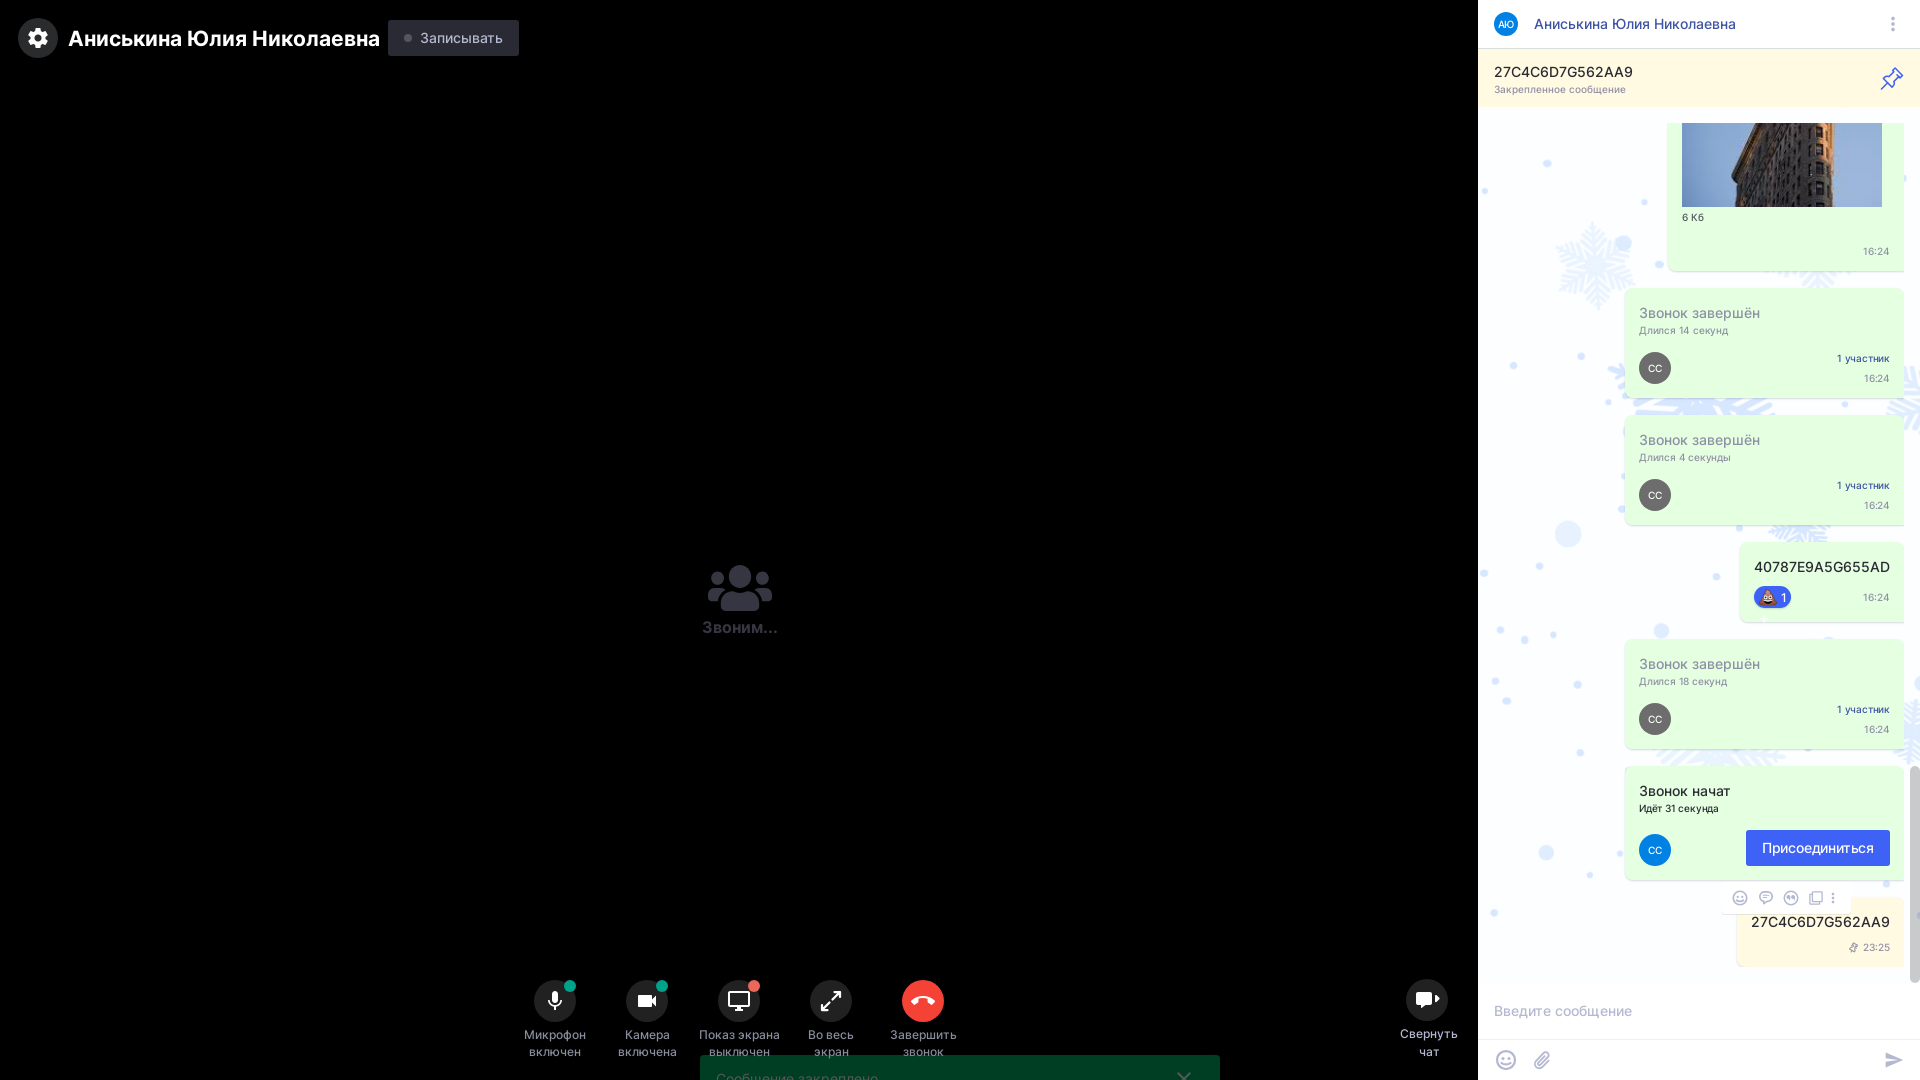 Аниськина Юлия Николаевна
Записывать
Звоним...
Микрофон
включен
Камера
включена
Показ экрана
выключен
Во весь
экран
Завершить
звонок
Свернуть
чат
Сообщение закреплено
АЮ
Аниськина Юлия Николаевна
27C4C6D7G562AA9
Закрепленное сообщение
6 Кб
16:24
Звонок завершён
Длился 14 секунд
СС
1 участник
16:24
Звонок завершён
Длился 4 секунды
СС
1 участник
16:24
40787E9A5G655AD
1
16:24
Звонок завершён
Длился 18 секунд
СС
1 участник
16:24
Звонок начат
Идёт 31 секунда
СС
Присоединиться
27C4C6D7G562AA9
23:25
Введите сообщение